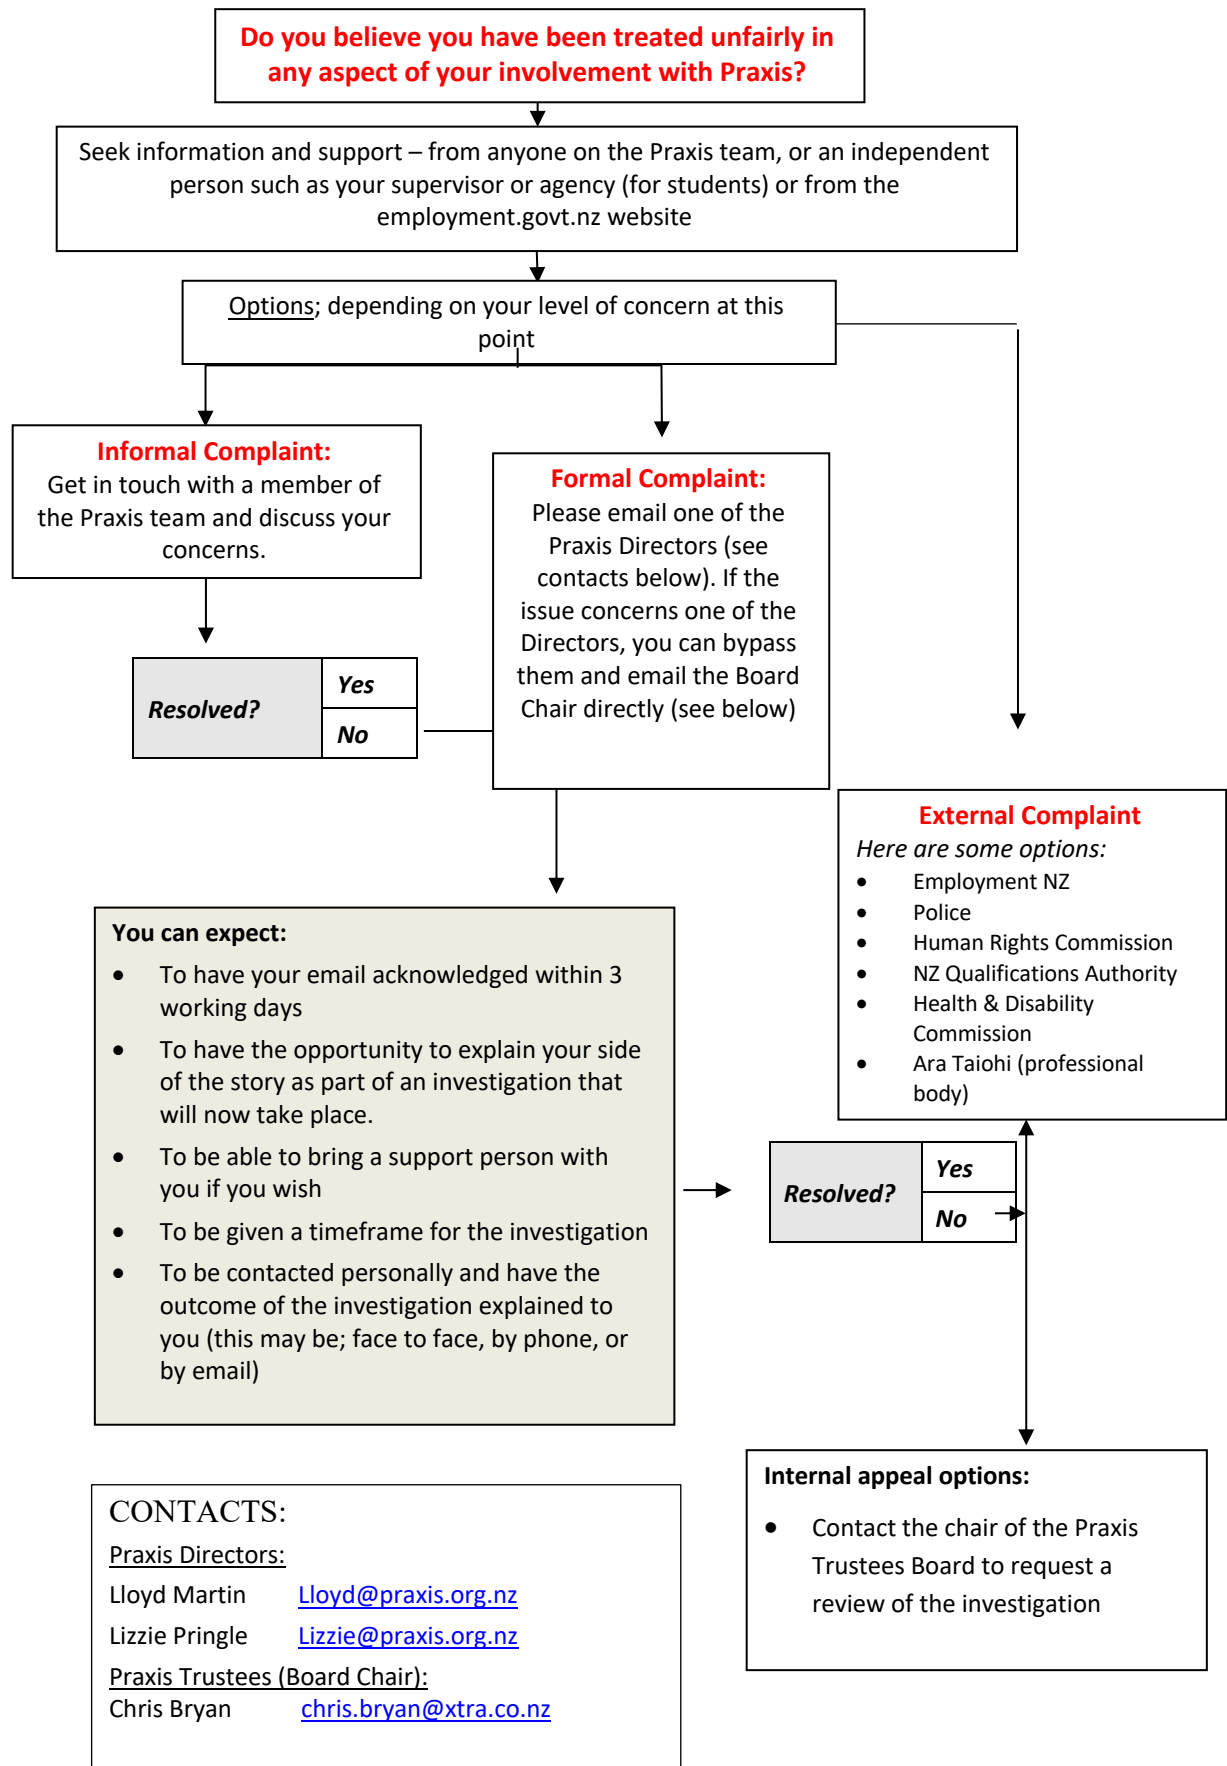 Do you believe you have been treated unfairly in
any aspect of your involvement with Praxis?
Seek information and support – from anyone on the Praxis team, or an independent
person such as your supervisor or agency (for students) or from the
employment.govt.nz website
Options; depending on your level of concern at this
point
Informal Complaint:
Get in touch with a member of
the Praxis team and discuss your
concerns.
Resolved?
Yes
No
Formal Complaint:
Please email one of the
Praxis Directors (see
contacts below). If the
issue concerns one of the
Directors, you can bypass
them and email the Board
Chair directly (see below)
External Complaint
Here are some options:
• Employment NZ
• Police
• Human Rights Commission
• NZ Qualifications Authority
• Health & Disability
Commission
• Ara Taiohi (professional
body)
You can expect:
• To have your email acknowledged within 3
working days
• To have the opportunity to explain your side
of the story as part of an investigation that
will now take place.
• To be able to bring a support person with
you if you wish
• To be given a timeframe for the investigation
• To be contacted personally and have the
outcome of the investigation explained to
you (this may be; face to face, by phone, or
by email)
Resolved?
Yes
No
Internal appeal options:
• Contact the chair of the Praxis
Trustees Board to request a
review of the investigation
CONTACTS:
Praxis Directors:
Lloyd Martin Lloyd@praxis.org.nz
Lizzie Pringle Lizzie@praxis.org.nz
Praxis Trustees (Board Chair):
Chris Bryan chris.bryan@xtra.co.nz